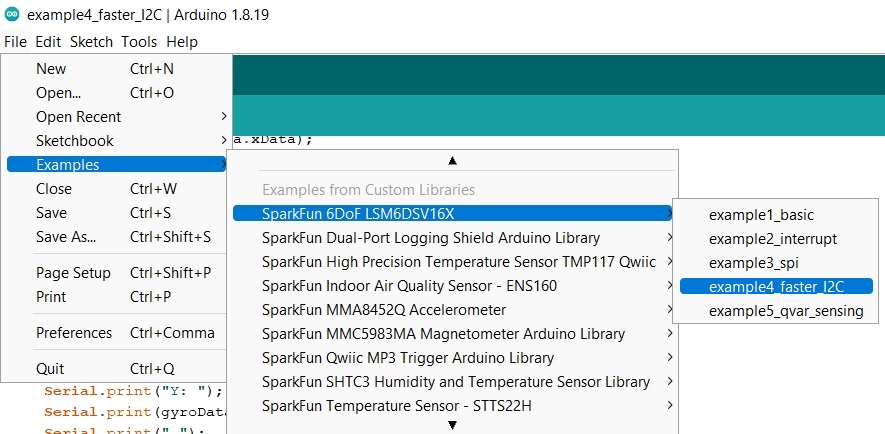 example4_faster_I2C | Arduino 1.8.19
File Edit Sketch Tools Help
New Ctrl+N
Open... Ctrl+O
Open Recent
Sketchbook
Examples
Close Ctrl+W
Save Ctrl+S
Save As... Ctrl+Shift+S
Page Setup Ctrl+Shift+P
Print Ctrl+P
Preferences Ctrl+Comma
Quit Ctrl+Q
a.xData);
Examples from Custom Libraries
SparkFun 6DoF LSM6DSV16X
SparkFun Dual-Port Logging Shield Arduino Library
SparkFun High Precision Temperature Sensor TMP117 Qwiic
SparkFun Indoor Air Quality Sensor - ENS160
SparkFun MMA8452Q Accelerometer
SparkFun MMC5983MA Magnetometer Arduino Library
SparkFun Qwiic MP3 Trigger Arduino Library
SparkFun SHTC3 Humidity and Temperature Sensor Library
SparkFun Temperature Sensor - STTS22H
example1_basic
example2_interrupt
example3_spi
example4_faster_I2C
example5_qvar_sensing
Serial.print("Y: ");
Serial.print(gyroData
Serial.print(" ");